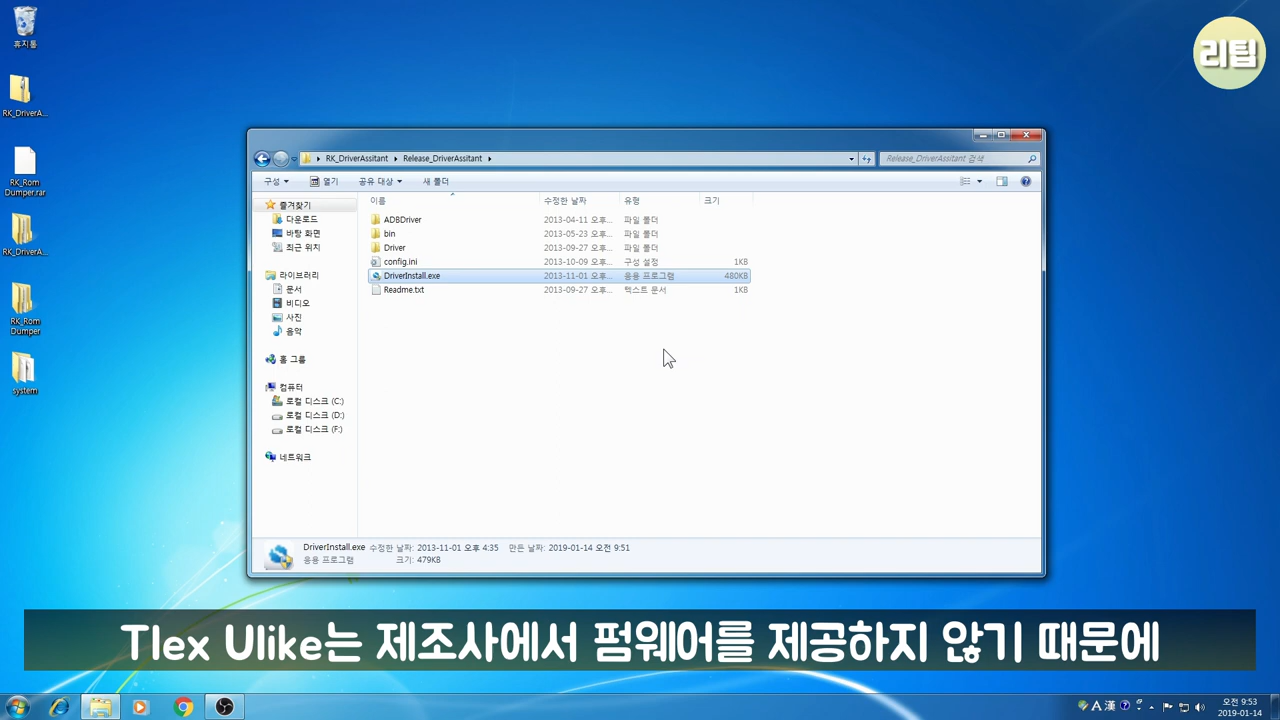 휴지통
RK_DriverA...
RK_Rom
Dumper.rar
RK_DriverA...
RK_Rom
Dumper
system
리팁
RK_DriverAssitant
Release_DriverAssitant
Release_DriverAssitant 검색
구성
열기
공유 대상
새 폴더
이름
수정한 날짜
유형
크기
즐겨찾기
다운로드
바탕 화면
최근 위치
라이브러리
문서
비디오
사진
음악
홈 그룹
컴퓨터
로컬 디스크 (C:)
로컬 디스크 (D:)
로컬 디스크 (F:)
네트워크
ADBDriver 2013-04-11 오후... 파일 폴더
bin 2013-05-23 오후... 파일 폴더
Driver 2013-09-27 오후... 파일 폴더
config.ini 2013-10-09 오후... 구성 설정 1KB
DriverInstall.exe 2013-11-01 오후... 응용 프로그램 480KB
Readme.txt 2013-09-27 오후... 텍스트 문서 1KB
DriverInstall.exe 수정한 날짜: 2013-11-01 오후 4:35 만든 날짜: 2019-01-14 오전 9:51
응용 프로그램 크기: 479KB
Tlex Ulike는 제조사에서 펌웨어를 제공하지 않기 때문에
A 漢
오전 9:53
2019-01-14